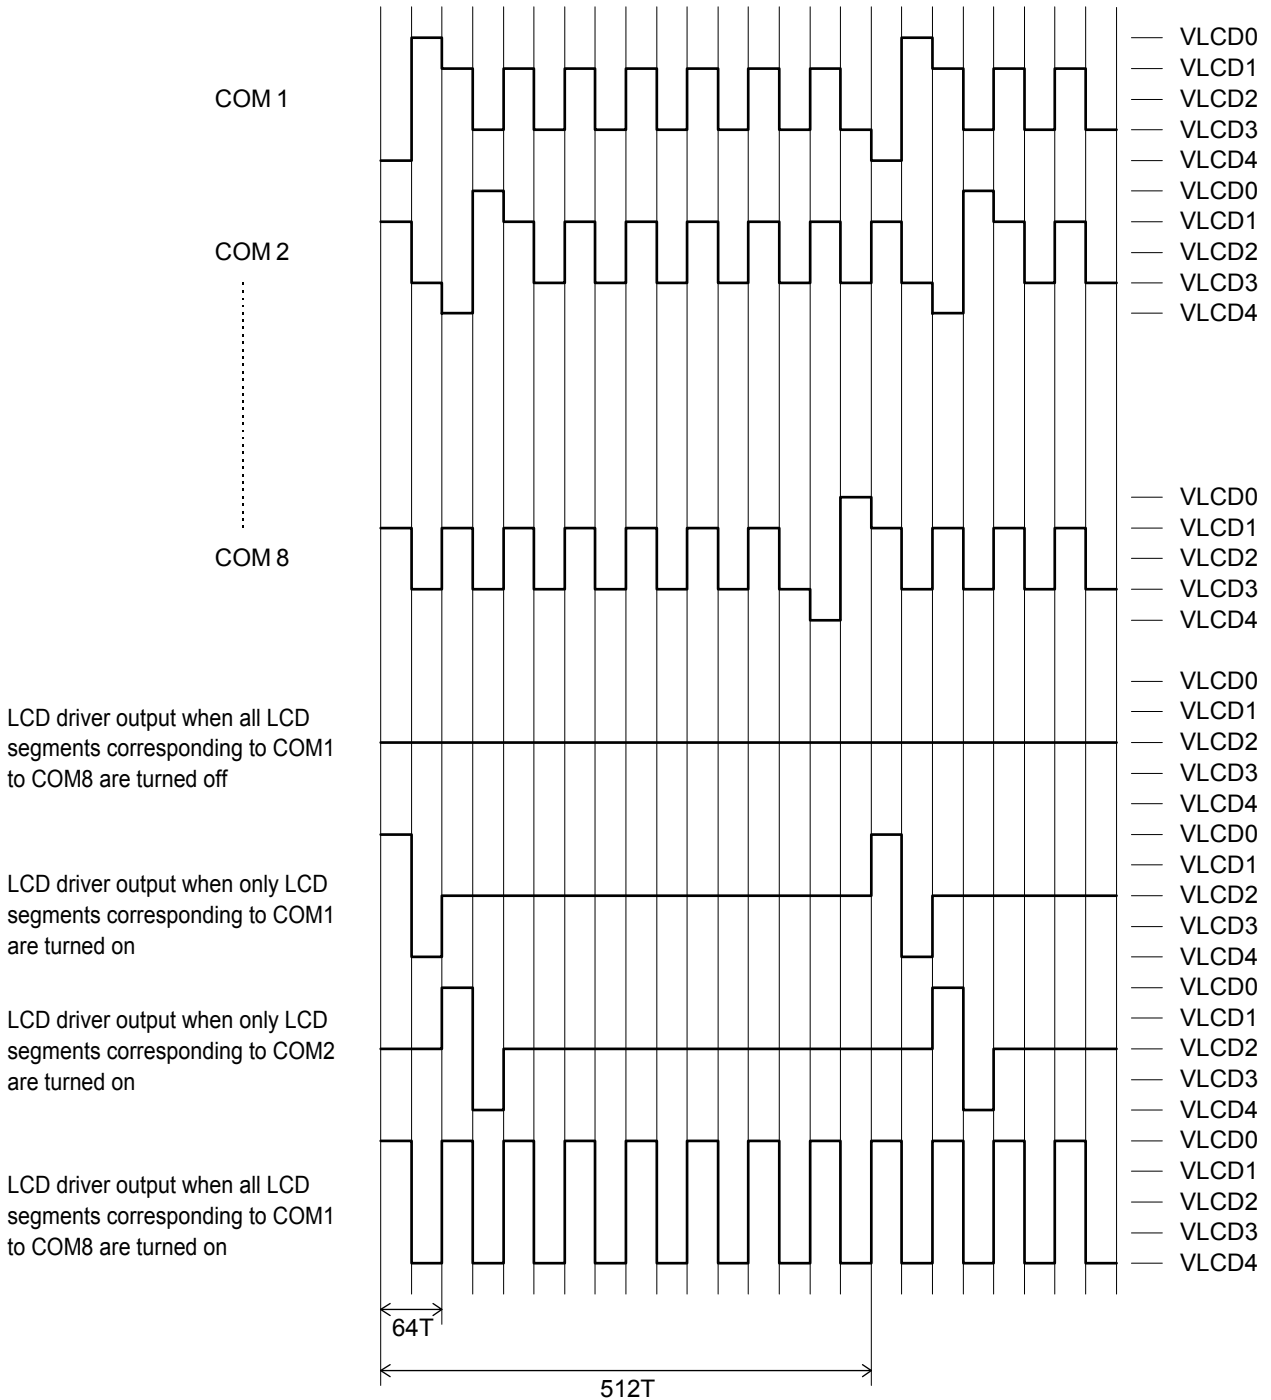 VLCD0
VLCD1
COM 1
VLCD2
VLCD3
VLCD4
VLCD0
VLCD1
COM 2
VLCD2
VLCD3
VLCD4
VLCD0
VLCD1
COM 8
VLCD2
VLCD3
VLCD4
LCD driver output when all LCD
segments corresponding to COM1
to COM8 are turned off
VLCD0
VLCD1
VLCD2
VLCD3
VLCD4
LCD driver output when only LCD
segments corresponding to COM1
are turned on
VLCD0
VLCD1
VLCD2
VLCD3
VLCD4
LCD driver output when only LCD
segments corresponding to COM2
are turned on
VLCD0
VLCD1
VLCD2
VLCD3
VLCD4
LCD driver output when all LCD
segments corresponding to COM1
to COM8 are turned on
VLCD0
VLCD1
VLCD2
VLCD3
VLCD4
64T
512T